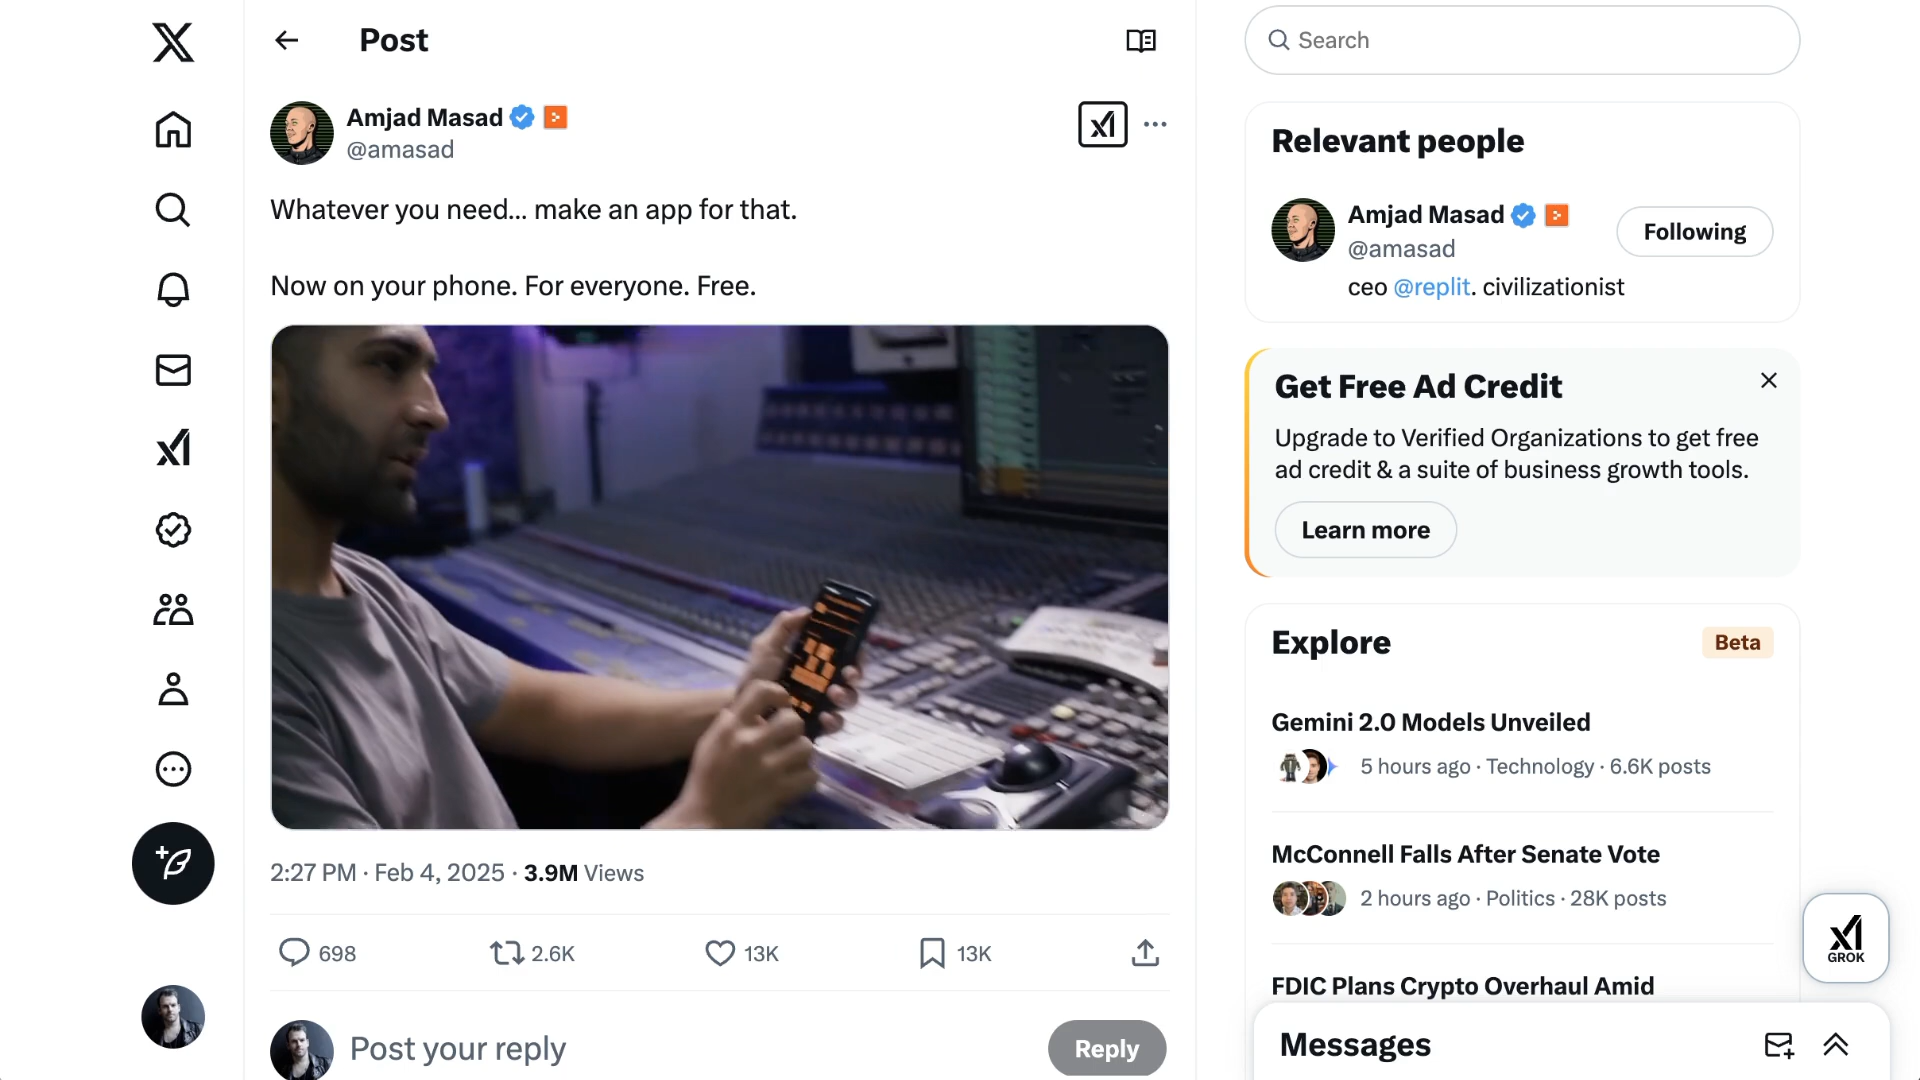 Post
Search
Amjad Masad
@amasad
Whatever you need... make an app for that.
Now on your phone. For everyone. Free.
2:27 PM · Feb 4, 2025 · 3.9M Views
698
2.6K
13K
13K
Post your reply
Reply
Relevant people
Amjad Masad
@amasad
Following
ceo @replit. civilizationist
Get Free Ad Credit
Upgrade to Verified Organizations to get free
ad credit & a suite of business growth tools.
Learn more
Explore
Beta
Gemini 2.0 Models Unveiled
5 hours ago · Technology · 6.6K posts
McConnell Falls After Senate Vote
2 hours ago · Politics · 28K posts
FDIC Plans Crypto Overhaul Amid
GROK
Messages